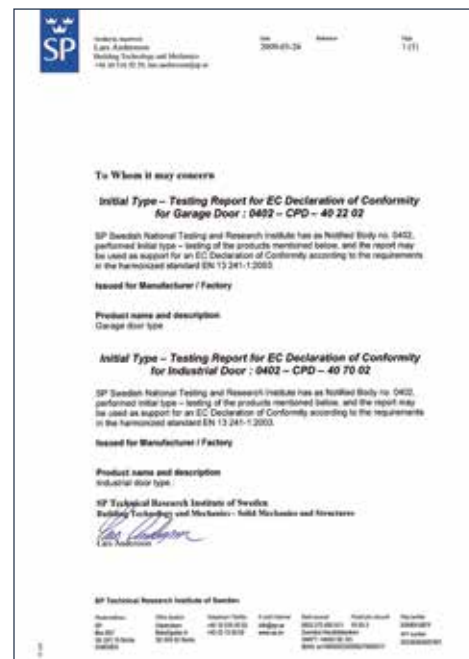 SP
Lars Andersson
Building Technology and Mechanics
Date
2009-03-26
Reference
Page
1 (1)
To Whom it may concern
Initial Type – Testing Report for EC Declaration of Conformity
for Garage Door : 0402 – CPD – 40 22 02
SP Swedish National Testing and Research Institute has as Notified Body no. 0402,
performed Initial type – testing of the products mentioned below, and the report may
be used as support for an EC Declaration of Conformity according to the requirements
in the harmonized standard EN 13 241-1:2003.
Issued for Manufacturer / Factory
Product name and description
Garage door type
Initial Type – Testing Report for EC Declaration of Conformity
for Industrial Door : 0402 – CPD – 40 70 02
SP Swedish National Testing and Research Institute has as Notified Body no. 0402,
performed initial type – testing of the products mentioned below, and the report may
be used as support for an EC Declaration of Conformity according to the requirements
in the harmonized standard EN 13 241-1:2003.
Issued for Manufacturer / Factory
Product name and description
Industrial door type :
SP Technical Research Institute of Sweden
Building Technology and Mechanics - Solid Mechanics and Structures
Lars Andersson
SP Technical Research Institute of Sweden